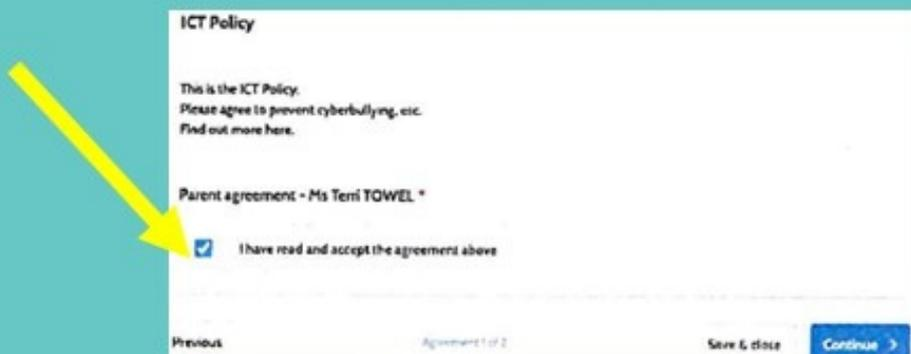 ICT Policy
This is the ICT Policy.
Please agree to prevent cyberbullying, etc.
Find out more here.
Parent agreement - Ms Terri TOWEL *
I have read and accept the agreement above
Previous
Agreement 1 of 2
Save & close
Continue >